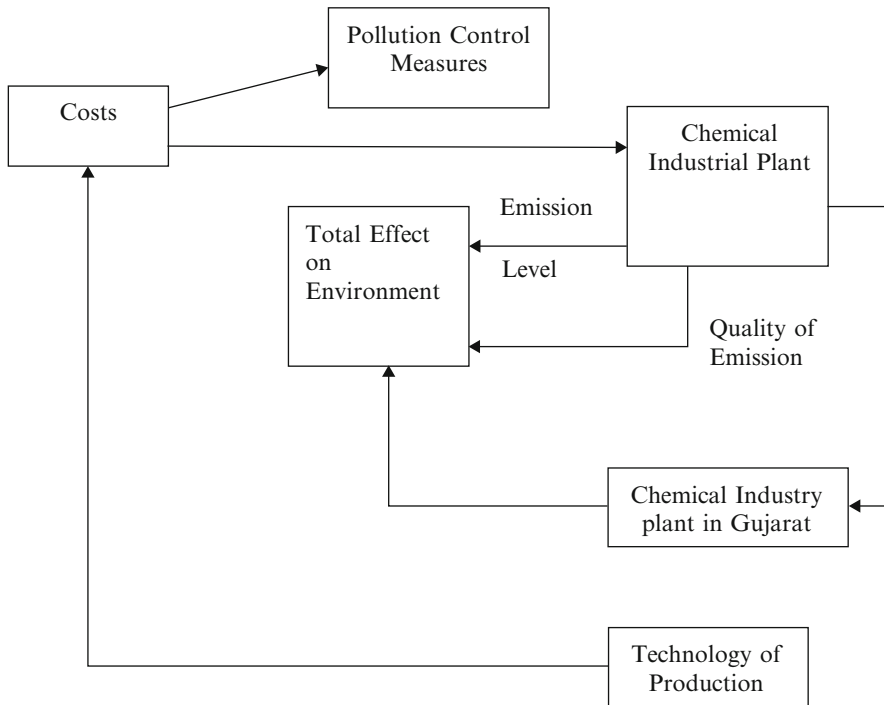 Pollution Control
Measures
Costs
Chemical
Industrial Plant
Emission
Level
Total Effect
on
Environment
Quality of
Emission
Chemical Industry
plant in Gujarat
Technology of
Production